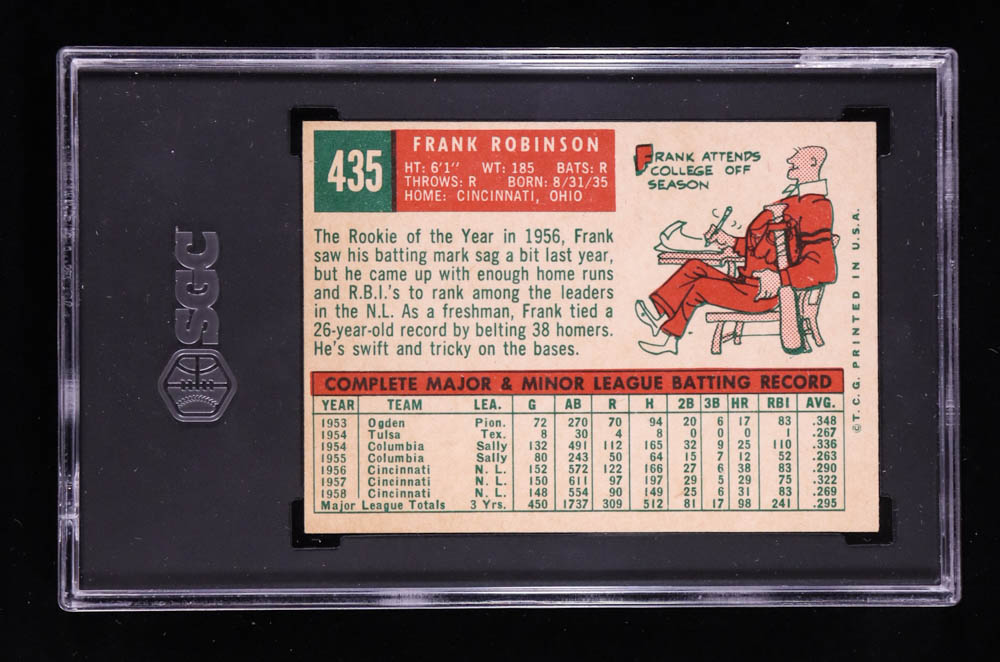 SGC
435
FRANK ROBINSON
HT: 6'1" WT: 185 BATS: R
THROWS: R BORN: 8/31/35
HOME: CINCINNATI, OHIO
FRANK ATTENDS
COLLEGE OFF
SEASON
The Rookie of the Year in 1956, Frank
saw his batting mark sag a bit last year,
but he came up with enough home runs
and R.B.I.'s to rank among the leaders
in the N.L. As a freshman, Frank tied a
26-year-old record by belting 38 homers.
He's swift and tricky on the bases.
COMPLETE MAJOR & MINOR LEAGUE BATTING RECORD
YEAR TEAM LEA. G AB R H 2B 3B HR RBI AVG.
1953 Ogden Pion. 72 270 70 94 20 6 17 83 .348
1954 Tulsa Tex. 8 30 4 8 0 0 0 1 .267
1954 Columbia Sally 132 491 112 165 32 9 25 110 .336
1955 Columbia Sally 80 243 50 64 15 7 12 52 .263
1956 Cincinnati N. L. 152 572 122 166 27 6 38 83 .290
1957 Cincinnati N. L. 150 611 97 197 29 5 29 75 .322
1958 Cincinnati N. L. 148 554 90 149 25 6 31 83 .269
Major League Totals 3 Yrs. 450 1737 309 512 81 17 98 241 .295
©T. C. G. PRINTED IN U.S.A.